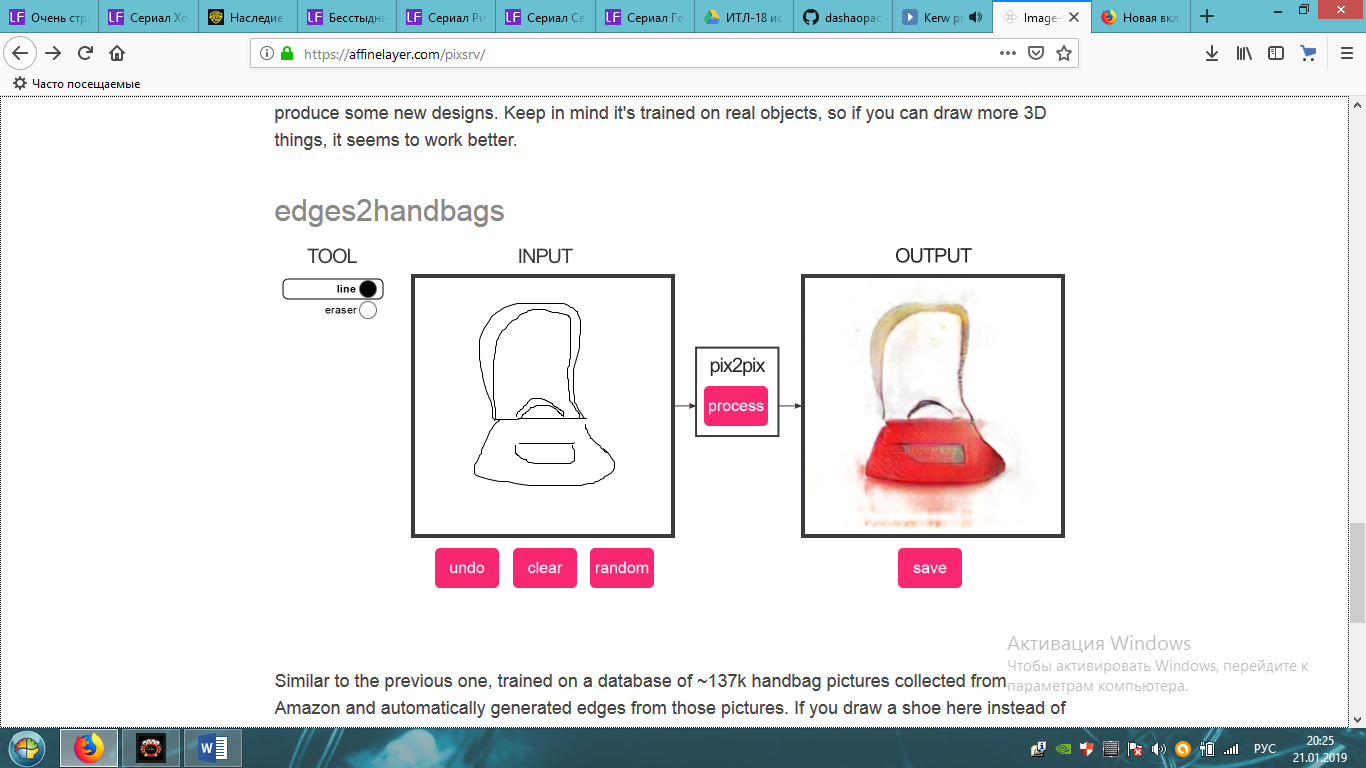 Очень стр
Сериал Хо
Наследие
Бесстыдни
Сериал Ри
Сериал Св
Сериал Го
ИТЛ-18 ис
dashaopac
Kerw pr
Image-
Новая вкл
https://affinelayer.com/pixsrv/
Часто посещаемые
produce some new designs. Keep in mind it's trained on real objects, so if you can draw more 3D
things, it seems to work better.
edges2handbags
TOOL
line
eraser
INPUT
pix2pix
process
OUTPUT
undo
clear
random
save
Активация Windows
Чтобы активировать Windows, перейдите к
параметрам компьютера.
Similar to the previous one, trained on a database of ~137k handbag pictures collected from
Amazon and automatically generated edges from those pictures. If you draw a shoe here instead of
РУС
20:25
21.01.2019